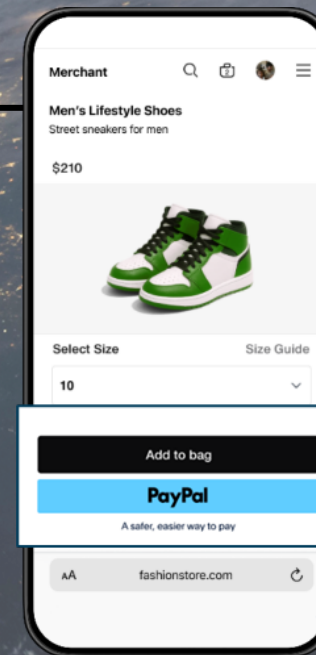 Merchant
Men's Lifestyle Shoes
Street sneakers for men
$210
Select Size
Size Guide
10
Add to bag
PayPal
A safer, easier way to pay
AA
fashionstore.com